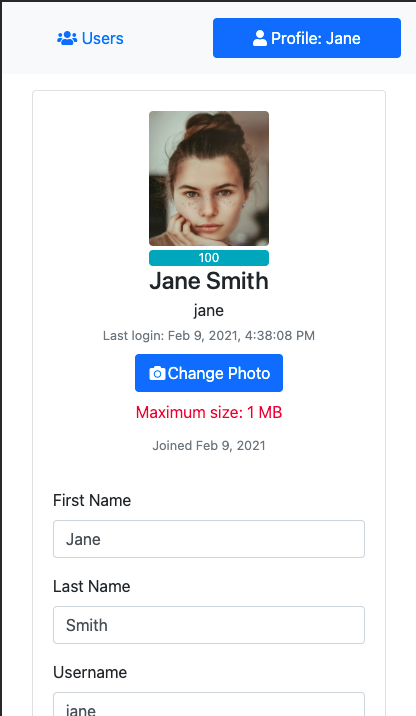 Users
Profile: Jane
100
Jane Smith
jane
Last login: Feb 9, 2021, 4:38:08 PM
Change Photo
Maximum size: 1 MB
Joined Feb 9, 2021
First Name
Jane
Last Name
Smith
Username
jane